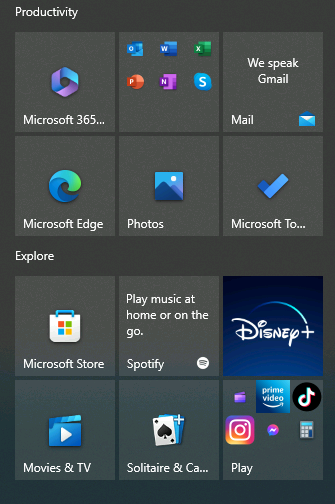 Productivity
We speak
Gmail
Microsoft 365...
Mail
Microsoft Edge
Photos
Microsoft To...
Explore
Play music at
home or on the
go.
Disney+
Microsoft Store
Spotify
prime
video
Movies & TV
Solitaire & Ca...
Play